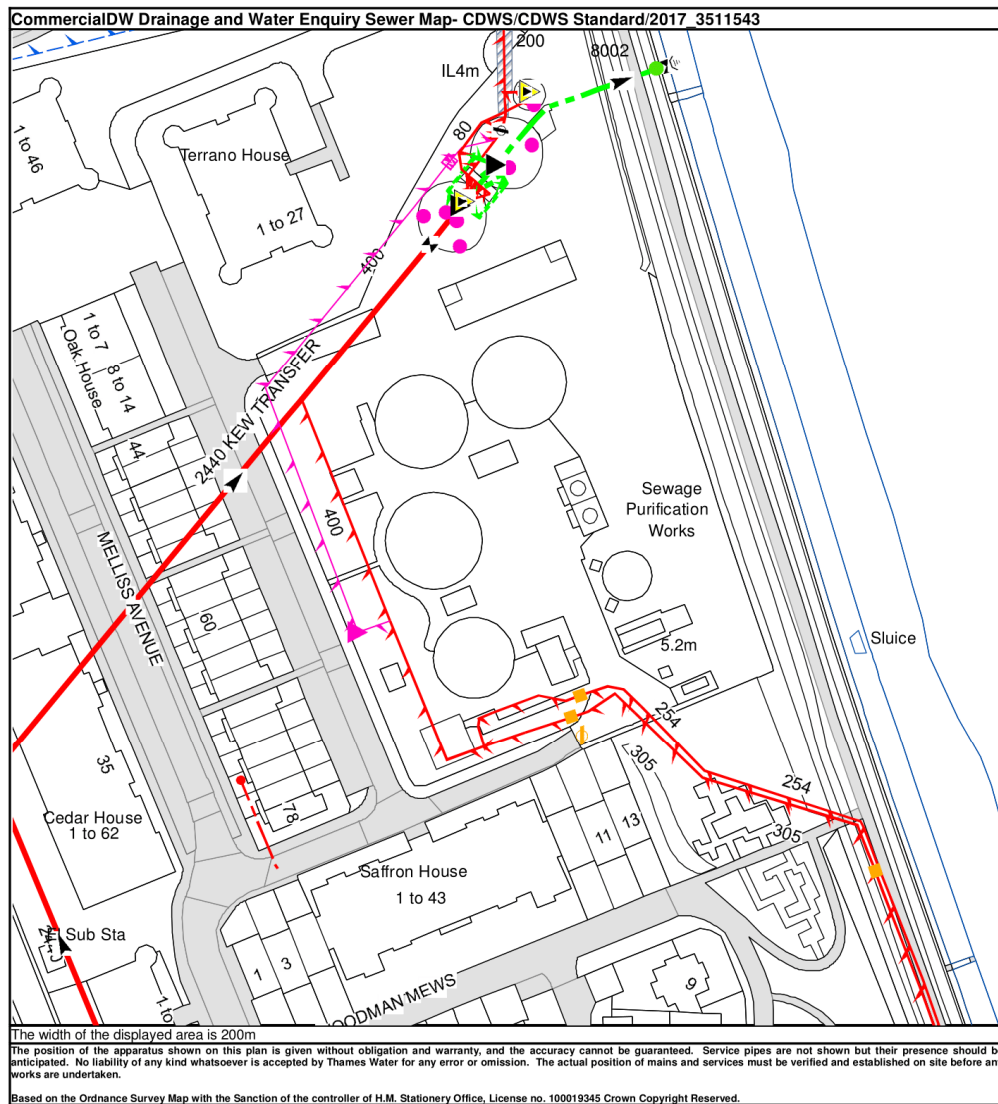 CommercialDW Drainage and Water Enquiry Sewer Map- CDWS/CDWS Standard/2017_3511543
200
8002
IL4m
80
1 to 46
Terrano House
1 to 27
400
1 to 7
8 to 14
Oak House
2440 KEW TRANSFER
44
400
Sewage
Purification
Works
MELLISS AVENUE
60
5.2m
Sluice
254
305
254
35
78
Cedar House
1 to 62
11
13
305
Saffron House
1 to 43
El Sub Sta
1
3
9
1 to
OODMAN MEWS
The width of the displayed area is 200m
The position of the apparatus shown on this plan is given without obligation and warranty, and the accuracy cannot be guaranteed. Service pipes are not shown but their presence should be
anticipated. No liability of any kind whatsoever is accepted by Thames Water for any error or omission. The actual position of mains and services must be verified and established on site before an
works are undertaken.
Based on the Ordnance Survey Map with the Sanction of the controller of H.M. Stationery Office, License no. 100019345 Crown Copyright Reserved.